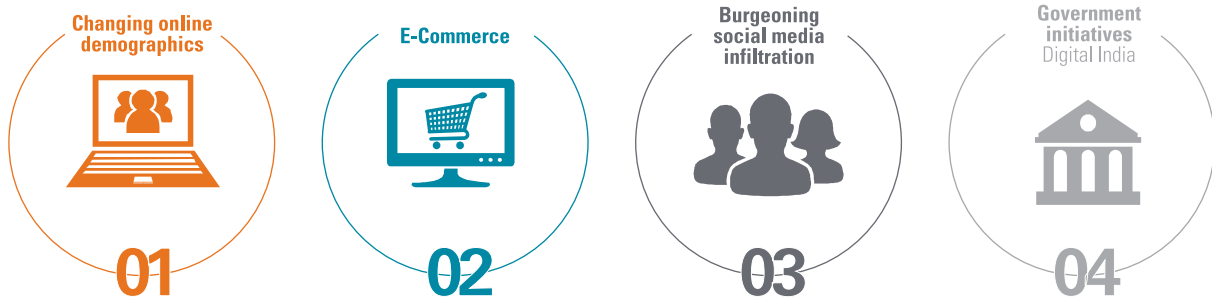 Changing online
demographics
01
E-Commerce
02
Burgeoning
social media
infiltration
03
Government
initiatives
Digital India
04